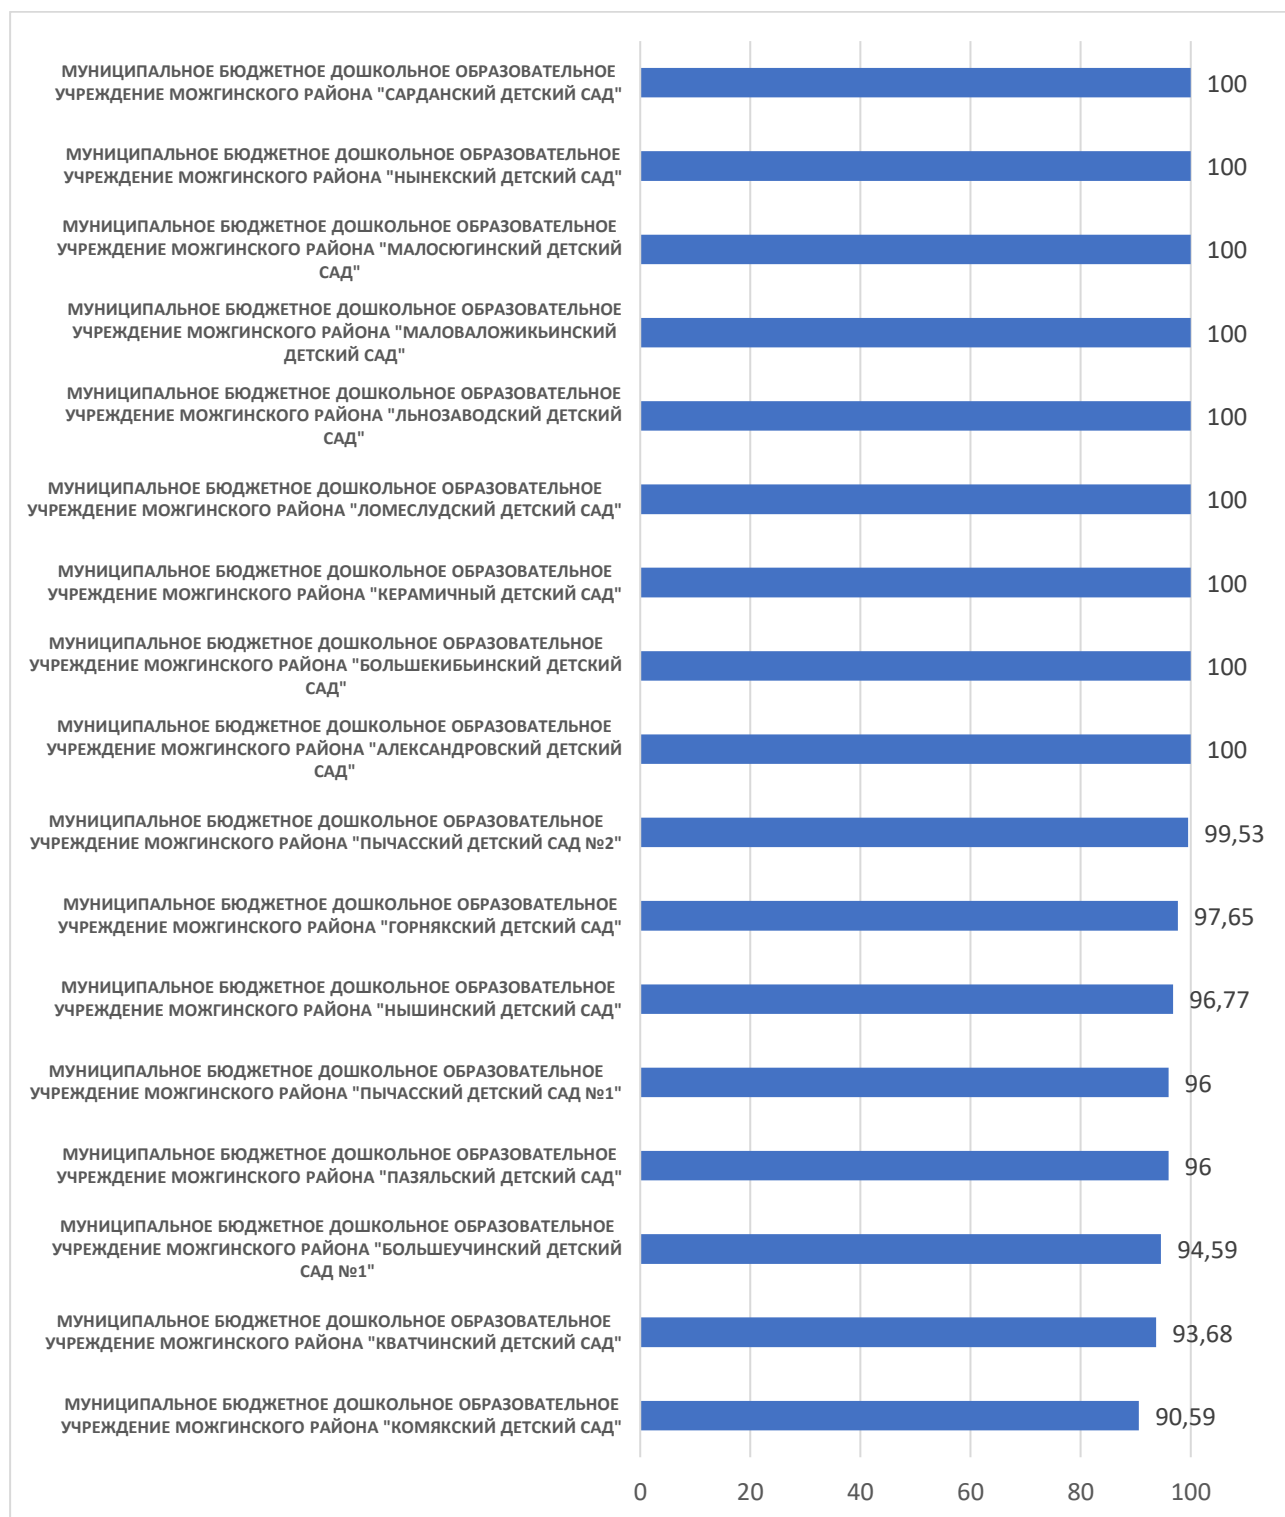 МУНИЦИПАЛЬНОЕ БЮДЖЕТНОЕ ДОШКОЛЬНОЕ ОБРАЗОВАТЕЛЬНОЕ
УЧРЕЖДЕНИЕ МОЖГИНСКОГО РАЙОНА "САРДАНСКИЙ ДЕТСКИЙ САД"
100
МУНИЦИПАЛЬНОЕ БЮДЖЕТНОЕ ДОШКОЛЬНОЕ ОБРАЗОВАТЕЛЬНОЕ
УЧРЕЖДЕНИЕ МОЖГИНСКОГО РАЙОНА "НЫНЕКСКИЙ ДЕТСКИЙ САД"
100
МУНИЦИПАЛЬНОЕ БЮДЖЕТНОЕ ДОШКОЛЬНОЕ ОБРАЗОВАТЕЛЬНОЕ
УЧРЕЖДЕНИЕ МОЖГИНСКОГО РАЙОНА "МАЛОСЮГИНСКИЙ ДЕТСКИЙ
САД"
100
МУНИЦИПАЛЬНОЕ БЮДЖЕТНОЕ ДОШКОЛЬНОЕ ОБРАЗОВАТЕЛЬНОЕ
УЧРЕЖДЕНИЕ МОЖГИНСКОГО РАЙОНА "МАЛОВАЛОЖИКЬИНСКИЙ
ДЕТСКИЙ САД"
100
МУНИЦИПАЛЬНОЕ БЮДЖЕТНОЕ ДОШКОЛЬНОЕ ОБРАЗОВАТЕЛЬНОЕ
УЧРЕЖДЕНИЕ МОЖГИНСКОГО РАЙОНА "ЛЬНОЗАВОДСКИЙ ДЕТСКИЙ
САД"
100
МУНИЦИПАЛЬНОЕ БЮДЖЕТНОЕ ДОШКОЛЬНОЕ ОБРАЗОВАТЕЛЬНОЕ
УЧРЕЖДЕНИЕ МОЖГИНСКОГО РАЙОНА "ЛОМЕСЛУДСКИЙ ДЕТСКИЙ САД"
100
МУНИЦИПАЛЬНОЕ БЮДЖЕТНОЕ ДОШКОЛЬНОЕ ОБРАЗОВАТЕЛЬНОЕ
УЧРЕЖДЕНИЕ МОЖГИНСКОГО РАЙОНА "КЕРАМИЧНЫЙ ДЕТСКИЙ САД"
100
МУНИЦИПАЛЬНОЕ БЮДЖЕТНОЕ ДОШКОЛЬНОЕ ОБРАЗОВАТЕЛЬНОЕ
УЧРЕЖДЕНИЕ МОЖГИНСКОГО РАЙОНА "БОЛЬШЕКИБЬИНСКИЙ ДЕТСКИЙ
САД"
100
МУНИЦИПАЛЬНОЕ БЮДЖЕТНОЕ ДОШКОЛЬНОЕ ОБРАЗОВАТЕЛЬНОЕ
УЧРЕЖДЕНИЕ МОЖГИНСКОГО РАЙОНА "АЛЕКСАНДРОВСКИЙ ДЕТСКИЙ
САД"
100
МУНИЦИПАЛЬНОЕ БЮДЖЕТНОЕ ДОШКОЛЬНОЕ ОБРАЗОВАТЕЛЬНОЕ
УЧРЕЖДЕНИЕ МОЖГИНСКОГО РАЙОНА "ПЫЧАССКИЙ ДЕТСКИЙ САД №2"
99,53
МУНИЦИПАЛЬНОЕ БЮДЖЕТНОЕ ДОШКОЛЬНОЕ ОБРАЗОВАТЕЛЬНОЕ
УЧРЕЖДЕНИЕ МОЖГИНСКОГО РАЙОНА "ГОРНЯКСКИЙ ДЕТСКИЙ САД"
97,65
МУНИЦИПАЛЬНОЕ БЮДЖЕТНОЕ ДОШКОЛЬНОЕ ОБРАЗОВАТЕЛЬНОЕ
УЧРЕЖДЕНИЕ МОЖГИНСКОГО РАЙОНА "НЫШИНСКИЙ ДЕТСКИЙ САД"
96,77
МУНИЦИПАЛЬНОЕ БЮДЖЕТНОЕ ДОШКОЛЬНОЕ ОБРАЗОВАТЕЛЬНОЕ
УЧРЕЖДЕНИЕ МОЖГИНСКОГО РАЙОНА "ПЫЧАССКИЙ ДЕТСКИЙ САД №1"
96
МУНИЦИПАЛЬНОЕ БЮДЖЕТНОЕ ДОШКОЛЬНОЕ ОБРАЗОВАТЕЛЬНОЕ
УЧРЕЖДЕНИЕ МОЖГИНСКОГО РАЙОНА "ПАЗЯЛЬСКИЙ ДЕТСКИЙ САД"
96
МУНИЦИПАЛЬНОЕ БЮДЖЕТНОЕ ДОШКОЛЬНОЕ ОБРАЗОВАТЕЛЬНОЕ
УЧРЕЖДЕНИЕ МОЖГИНСКОГО РАЙОНА "БОЛЬШЕУЧИНСКИЙ ДЕТСКИЙ
САД №1"
94,59
МУНИЦИПАЛЬНОЕ БЮДЖЕТНОЕ ДОШКОЛЬНОЕ ОБРАЗОВАТЕЛЬНОЕ
УЧРЕЖДЕНИЕ МОЖГИНСКОГО РАЙОНА "КВАТЧИНСКИЙ ДЕТСКИЙ САД"
93,68
МУНИЦИПАЛЬНОЕ БЮДЖЕТНОЕ ДОШКОЛЬНОЕ ОБРАЗОВАТЕЛЬНОЕ
УЧРЕЖДЕНИЕ МОЖГИНСКОГО РАЙОНА "КОМЯКСКИЙ ДЕТСКИЙ САД"
90,59
0 20 40 60 80 100